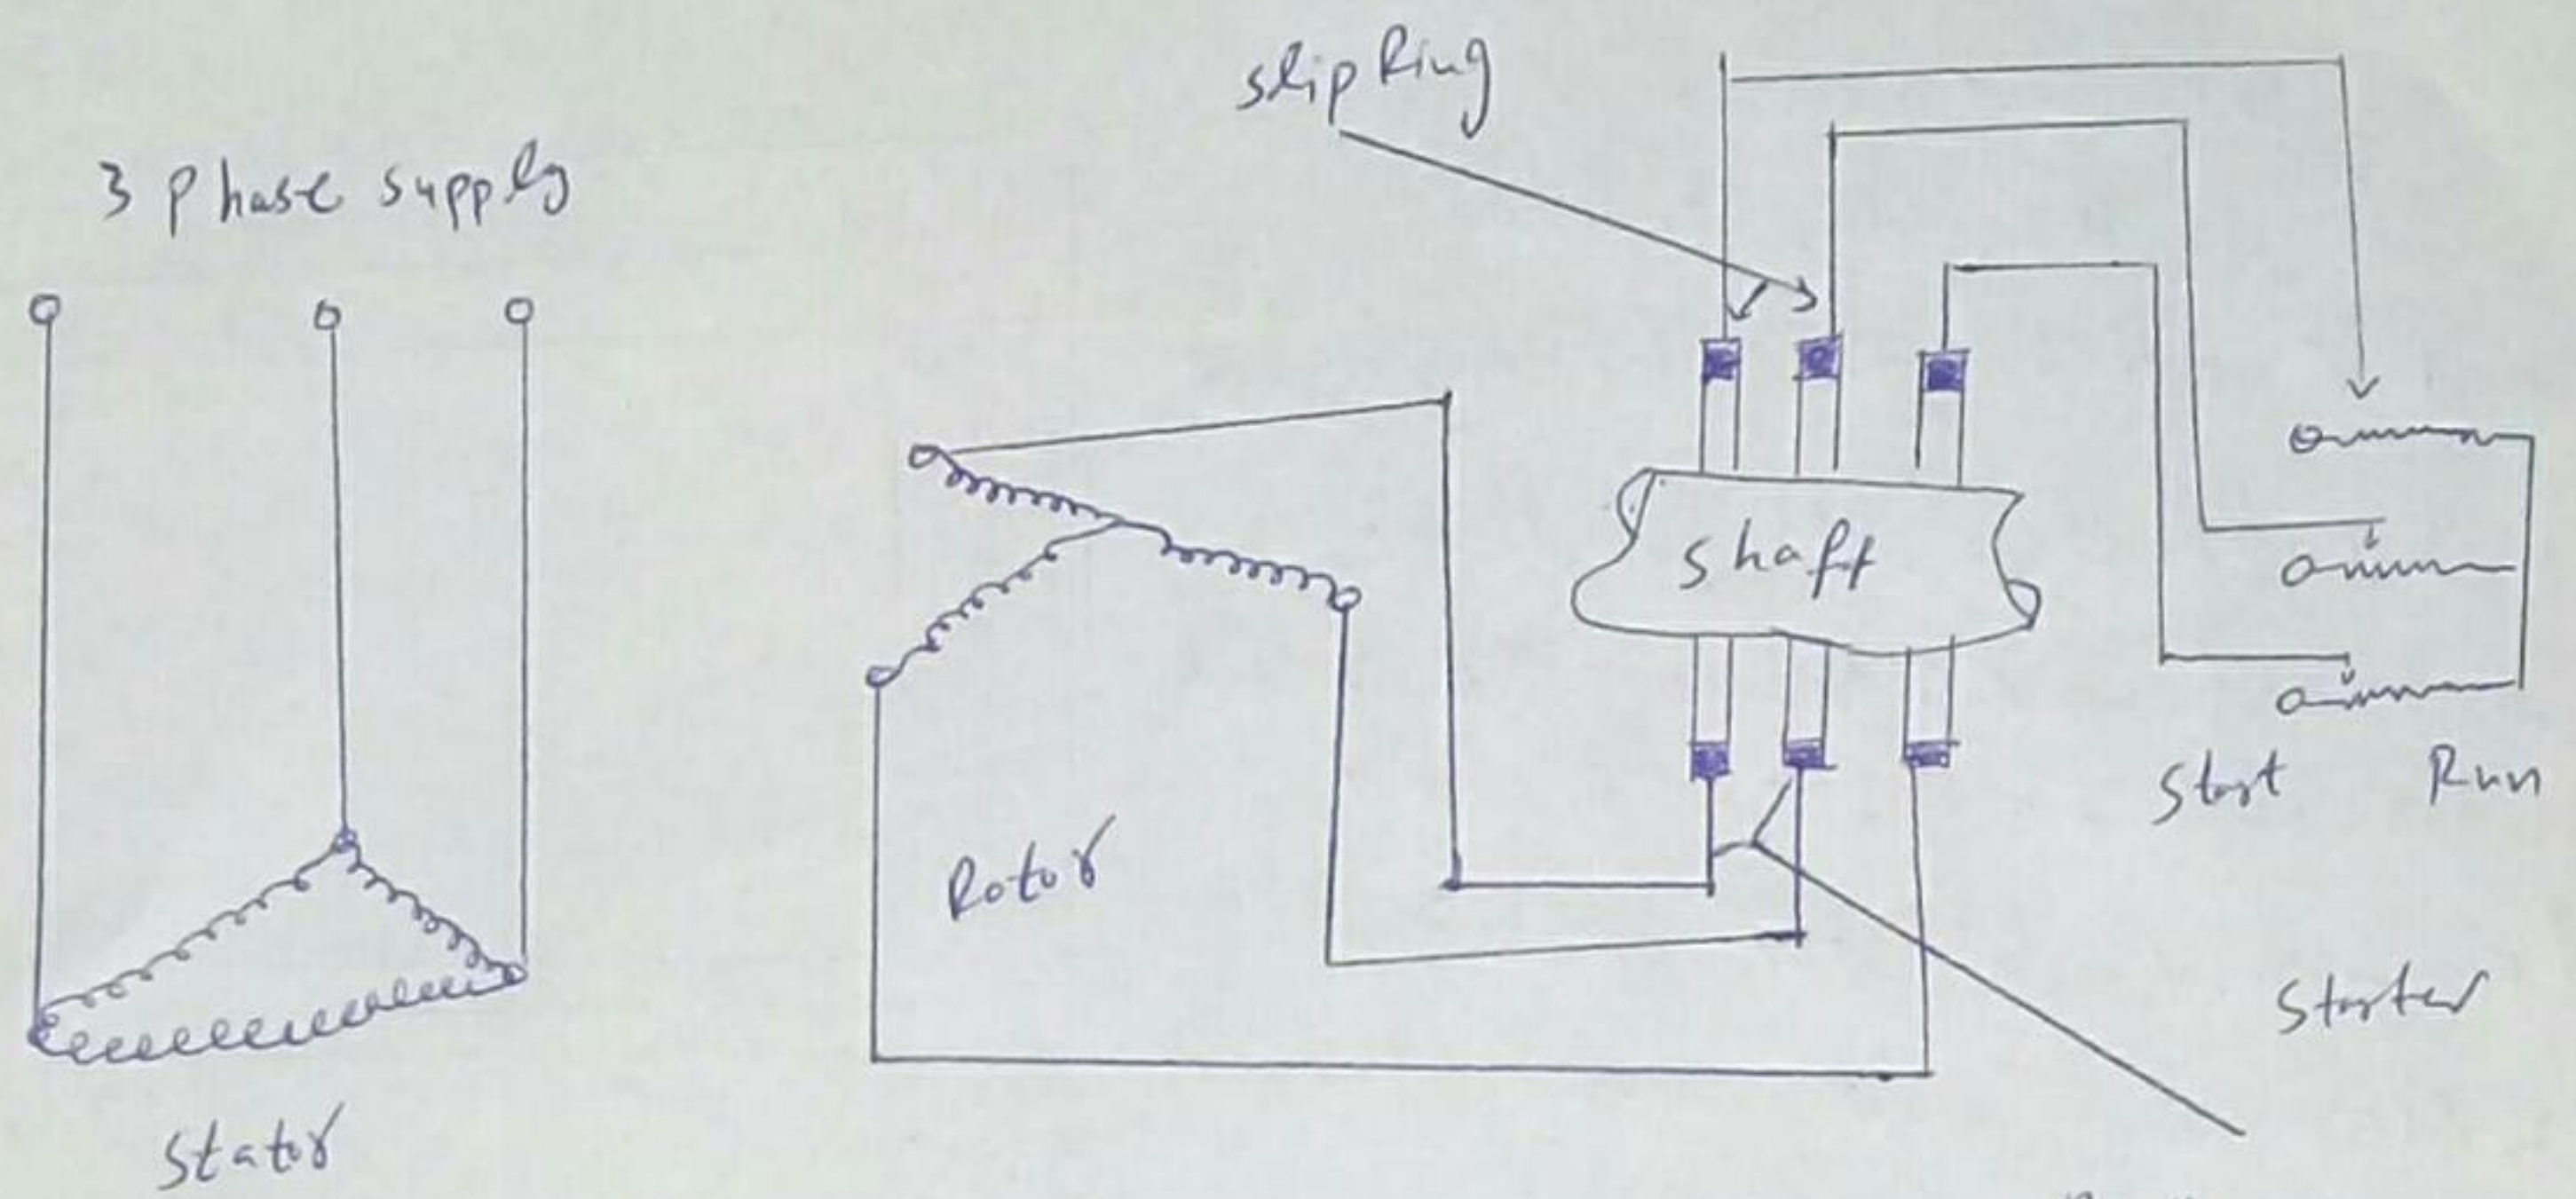 slip Ring
3 phase supply
shaft
Start Run
Rotor
Starter
Stator